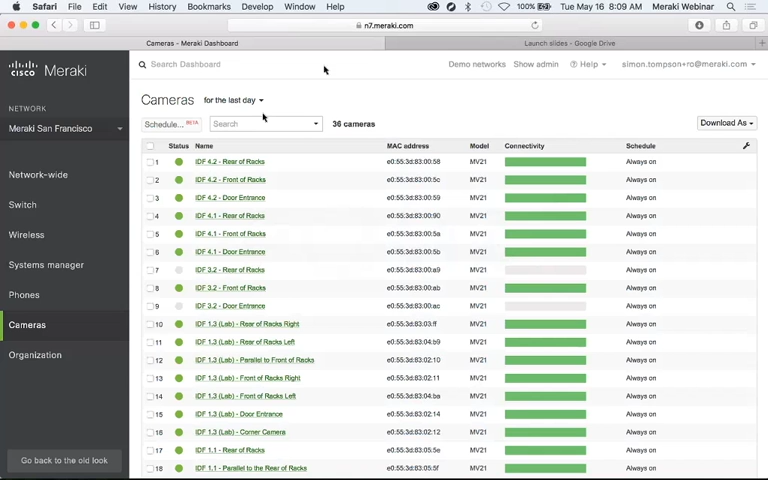 Safari File Edit View History Bookmarks Develop Window Help 100% Tue May 16 8:09 AM Meraki Webinar
n7.meraki.com
Cameras – Meraki Dashboard Launch slides - Google Drive
cisco Meraki
Search Dashboard Demo networks Show admin Help simon.tompson+ro@meraki.com
NETWORK
Meraki San Francisco
Network-wide
Switch
Wireless
Systems manager
Phones
Cameras
Organization
Go back to the old look
Cameras for the last day
Schedule... BETA Search 36 cameras Download As
Status Name MAC address Model Connectivity Schedule
1 IDF 4.2 - Rear of Racks e0:55:3d:83:00:58 MV21 Always on
2 IDF 4.2 - Front of Racks e0:55:3d:83:00:5c MV21 Always on
3 IDF 4.2 - Door Entrance e0:55:3d:83:00:59 MV21 Always on
4 IDF 4.1 - Rear of Racks e0:55:3d:83:00:90 MV21 Always on
5 IDF 4.1 - Front of Racks e0:55:3d:83:00:5a MV21 Always on
6 IDF 4.1 - Door Entrance e0:55:3d:83:00:5b MV21 Always on
7 IDF 3.2 - Rear of Racks e0:55:3d:83:00:a9 MV21 Always on
8 IDF 3.2 - Front of Racks e0:55:3d:83:00:ab MV21 Always on
9 IDF 3.2 - Door Entrance e0:55:3d:83:00:ac MV21 Always on
10 IDF 1.3 (Lab) - Rear of Racks Right e0:55:3d:83:03:ff MV21 Always on
11 IDF 1.3 (Lab) - Rear of Racks Left e0:55:3d:83:04:b9 MV21 Always on
12 IDF 1.3 (Lab) - Parallel to Front of Racks e0:55:3d:83:02:10 MV21 Always on
13 IDF 1.3 (Lab) - Front of Racks Right e0:55:3d:83:02:11 MV21 Always on
14 IDF 1.3 (Lab) - Front of Racks Left e0:55:3d:83:04:ba MV21 Always on
15 IDF 1.3 (Lab) - Door Entrance e0:55:3d:83:02:14 MV21 Always on
16 IDF 1.3 (Lab) - Corner Camera e0:55:3d:83:02:12 MV21 Always on
17 IDF 1.1 - Rear of Racks e0:55:3d:83:05:5e MV21 Always on
18 IDF 1.1 - Parallel to the Rear of Racks e0:55:3d:83:05:5f MV21 Always on